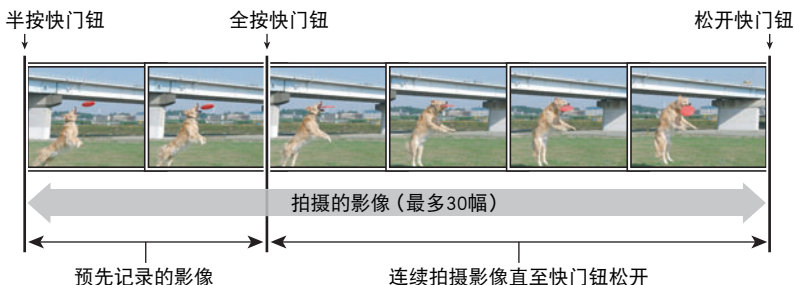 半按快门钮 全按快门钮 松开快门钮
拍摄的影像（最多30幅）
预先记录的影像 连续拍摄影像直至快门钮松开